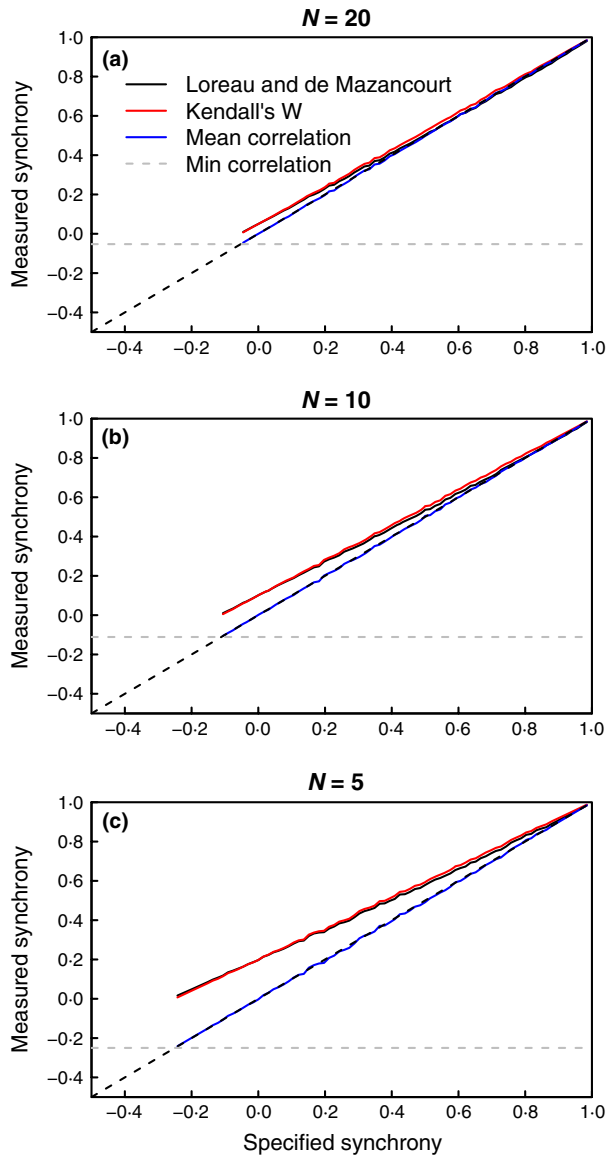 N = 20
(a)
Loreau and de Mazancourt
Kendall's W
Mean correlation
Min correlation
Measured synchrony
1·0
0·8
0·6
0·4
0·2
0·0
−0·2
−0·4
−0·4 −0·2 0·0 0·2 0·4 0·6 0·8 1·0
N = 10
(b)
Measured synchrony
1·0
0·8
0·6
0·4
0·2
0·0
−0·2
−0·4
−0·4 −0·2 0·0 0·2 0·4 0·6 0·8 1·0
N = 5
(c)
Measured synchrony
1·0
0·8
0·6
0·4
0·2
0·0
−0·2
−0·4
−0·4 −0·2 0·0 0·2 0·4 0·6 0·8 1·0
Specified synchrony